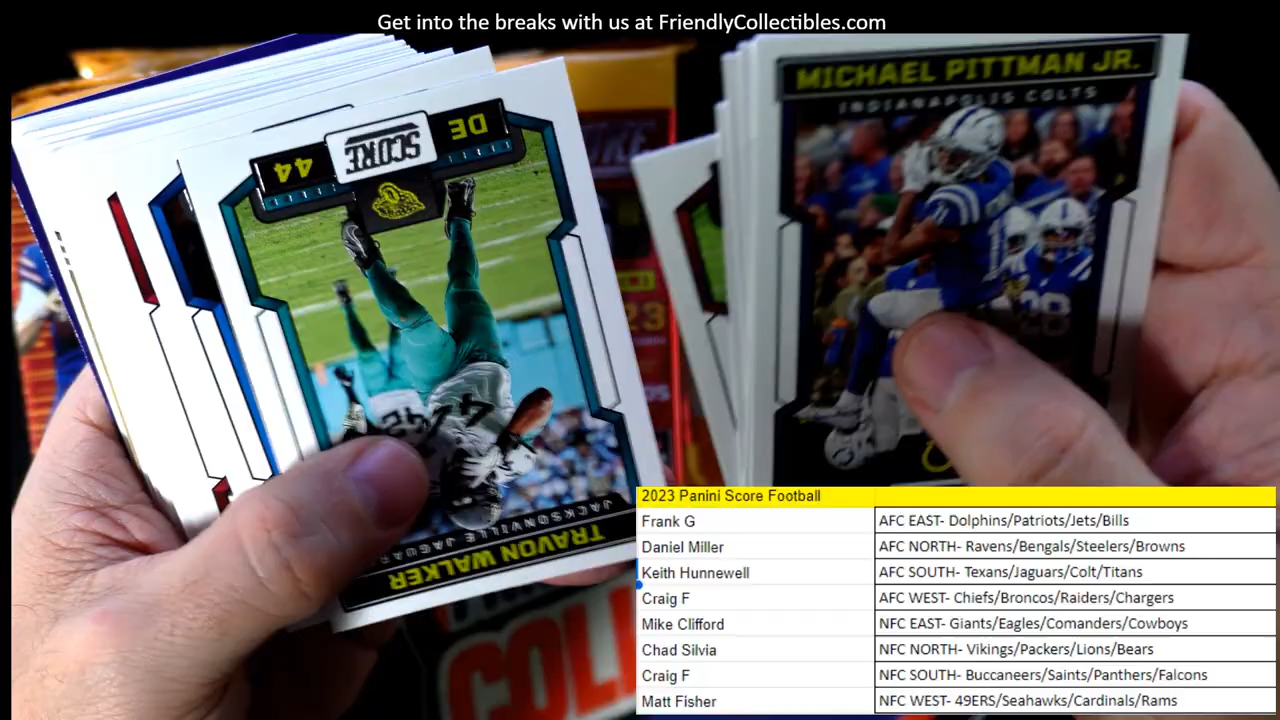 Get into the breaks with us at FriendlyCollectibles.com
MICHAEL PITTMAN JR.
INDIANAPOLIS COLTS
DE
SCORE
44
TRAVON WALKER
2023 Panini Score Football
Frank G AFC EAST- Dolphins/Patriots/Jets/Bills
Daniel Miller AFC NORTH- Ravens/Bengals/Steelers/Browns
Keith Hunnewell AFC SOUTH- Texans/Jaguars/Colt/Titans
Craig F AFC WEST- Chiefs/Broncos/Raiders/Chargers
Mike Clifford NFC EAST- Giants/Eagles/Comanders/Cowboys
Chad Silvia NFC NORTH- Vikings/Packers/Lions/Bears
Craig F NFC SOUTH- Buccaneers/Saints/Panthers/Falcons
Matt Fisher NFC WEST- 49ERS/Seahawks/Cardinals/Rams